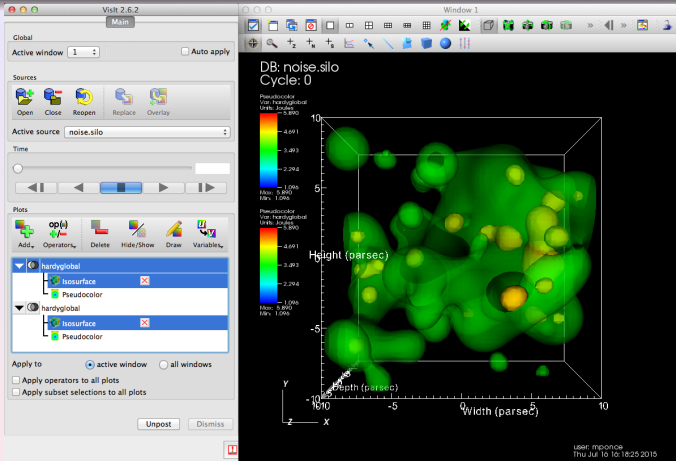 VisIt 2.6.2
Main
Global
Active window 1
Auto apply
Sources
Open Close Reopen Replace Overlay
Active source noise.silo
Time
Plots
op(e)
+/-
Add Operators Delete Hide/Show Draw Variables
hardyglobal
Isosurface
Pseudocolor
hardyglobal
Isosurface
Pseudocolor
Apply to active window all windows
Apply operators to all plots
Apply subset selections to all plots
Unpost Dismiss
1
Window 1
DB: noise.silo
Cycle: 0
Pseudocolor
Var: hardyglobal
Units: Joules
5.890
4.691
3.493
2.294
1.096
Max: 5.890
Min: 1.096
Pseudocolor
Var: hardyglobal
Units: Joules
5.890
4.691
3.493
2.294
1.096
Max: 5.890
Min: 1.096
10
5
Height (parsec)
-5
Depth (parsec)
-5
0
5
10
Width (parsec)
Y
Z
X
user: mponce
Thu Jul 16 16:18:25 2015